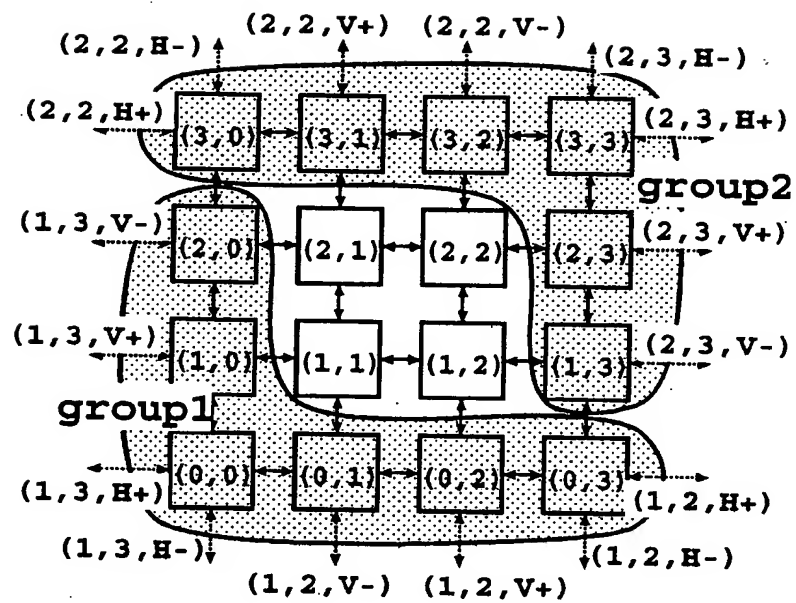 (2,2,V+) (2,2,V-)
(2,2,H-) (2,3,H-)
(2,2,H+) (3,0) (3,1) (3,2) (3,3) (2,3,H+)
group2
(1,3,V-) (2,0) (2,1) (2,2) (2,3) (2,3,V+)
(1,3,V+) (1,0) (1,1) (1,2) (1,3) (2,3,V-)
group1
(0,0) (0,1) (0,2) (0,3)
(1,3,H+) (1,2,H+)
(1,3,H-) (1,2,H-)
(1,2,V-) (1,2,V+)